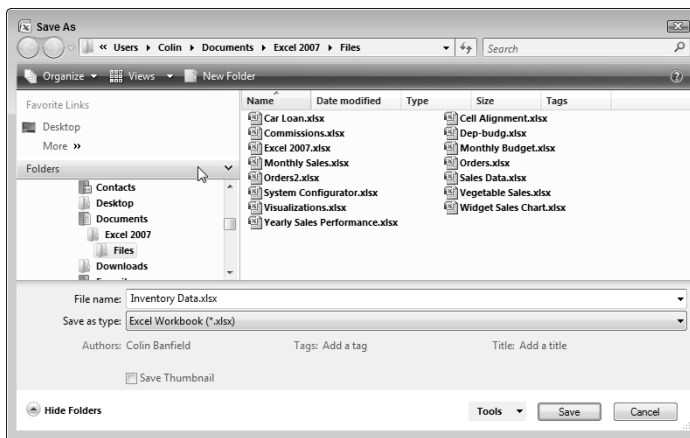 Save As
« Users ▸ Colin ▸ Documents ▸ Excel 2007 ▸ Files
Search
Organize Views New Folder
Favorite Links
Desktop
More »
Folders
Contacts
Desktop
Documents
Excel 2007
Files
Downloads
Name Date modified Type Size Tags
Car Loan.xlsx Cell Alignment.xlsx
Commissions.xlsx Dep-budg.xlsx
Excel 2007.xlsx Monthly Budget.xlsx
Monthly Sales.xlsx Orders.xlsx
Orders2.xlsx Sales Data.xlsx
System Configurator.xlsx Vegetable Sales.xlsx
Visualizations.xlsx Widget Sales Chart.xlsx
Yearly Sales Performance.xlsx
File name: Inventory Data.xlsx
Save as type: Excel Workbook (*.xlsx)
Authors: Colin Banfield Tags: Add a tag Title: Add a title
Save Thumbnail
Hide Folders Tools Save Cancel